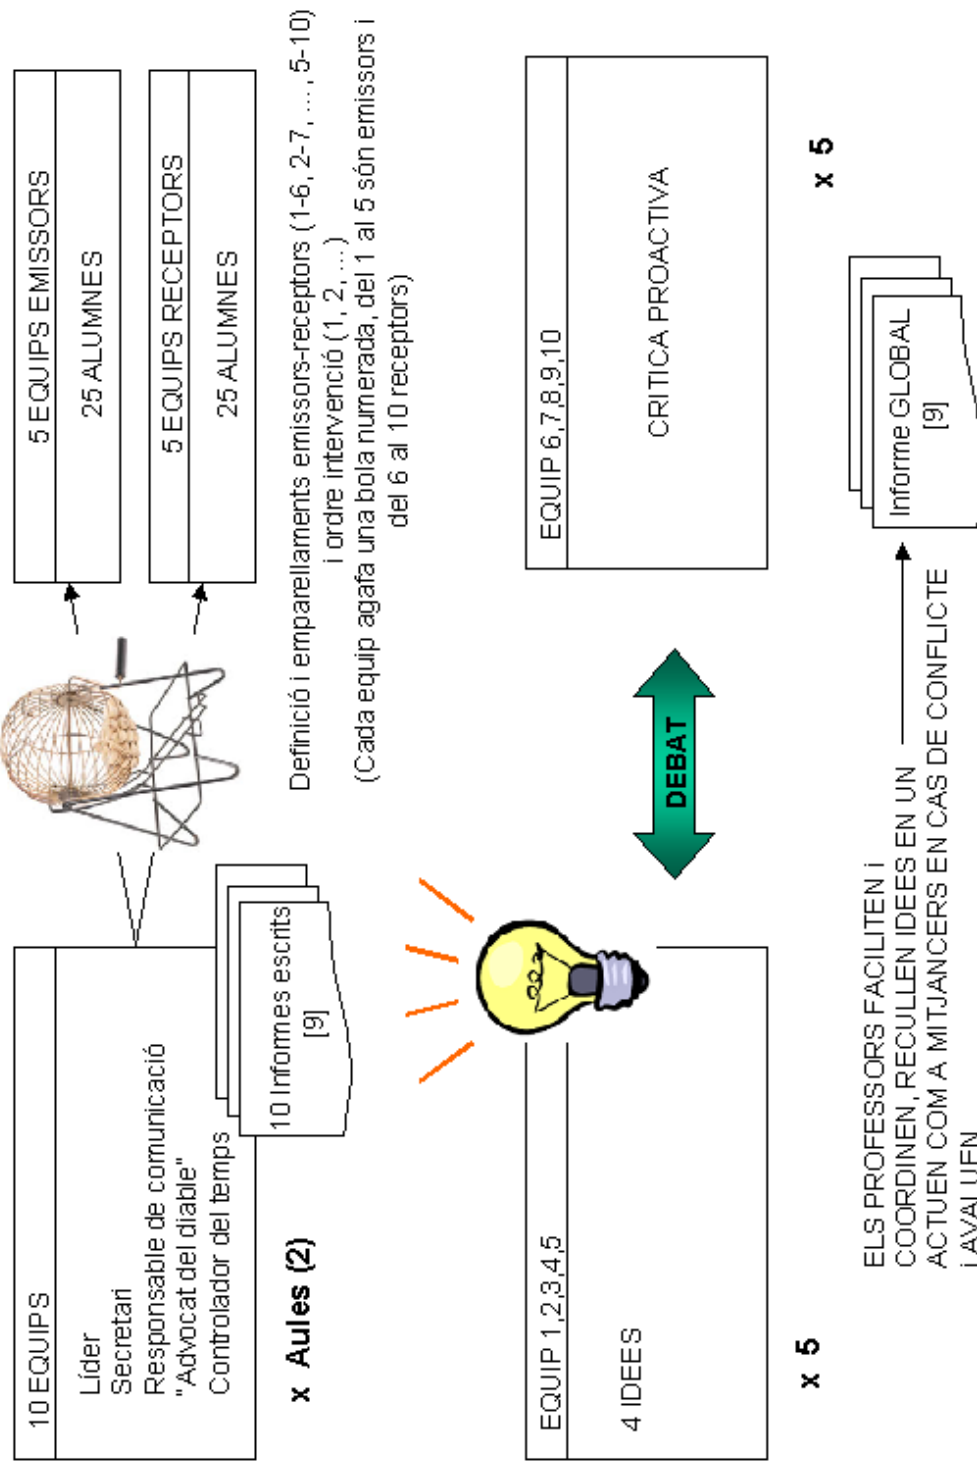 10 EQUIPS
Líder
Secretari
Responsable de comunicació
"Advocat del diable"
Controlador del temps
10 Informes escrits
[9]
x Aules (2)
5 EQUIPS EMISSORS
25 ALUMNES
5 EQUIPS RECEPTORS
25 ALUMNES
Definició i emparellaments emissors-receptors (1-6, 2-7, ..., 5-10)
i ordre intervenció (1, 2, ...)
(Cada equip agafa una bola numerada, del 1 al 5 són emissors i
del 6 al 10 receptors)
EQUIP 1,2,3,4,5
4 IDEES
x 5
DEBAT
EQUIP 6,7,8,9,10
CRITICA PROACTIVA
x 5
ELS PROFESSORS FACILITEN i
COORDINEN, RECULLEN IDEES EN UN
ACTUEN COM A MITJANCERS EN CAS DE CONFLICTE
i AVALUEN
Informe GLOBAL
[9]